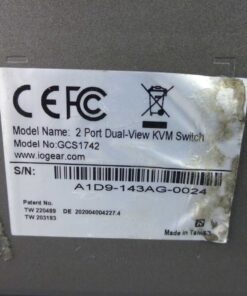 CE FC
Model Name: 2 Port Dual-View KVM Switch
Model No:GCS1742
www.iogear.com
S/N:
A1D9-143AG-0024
Patent No.
TW 220489 DE 202004004227.4
TW 203183
Made in Taiwan